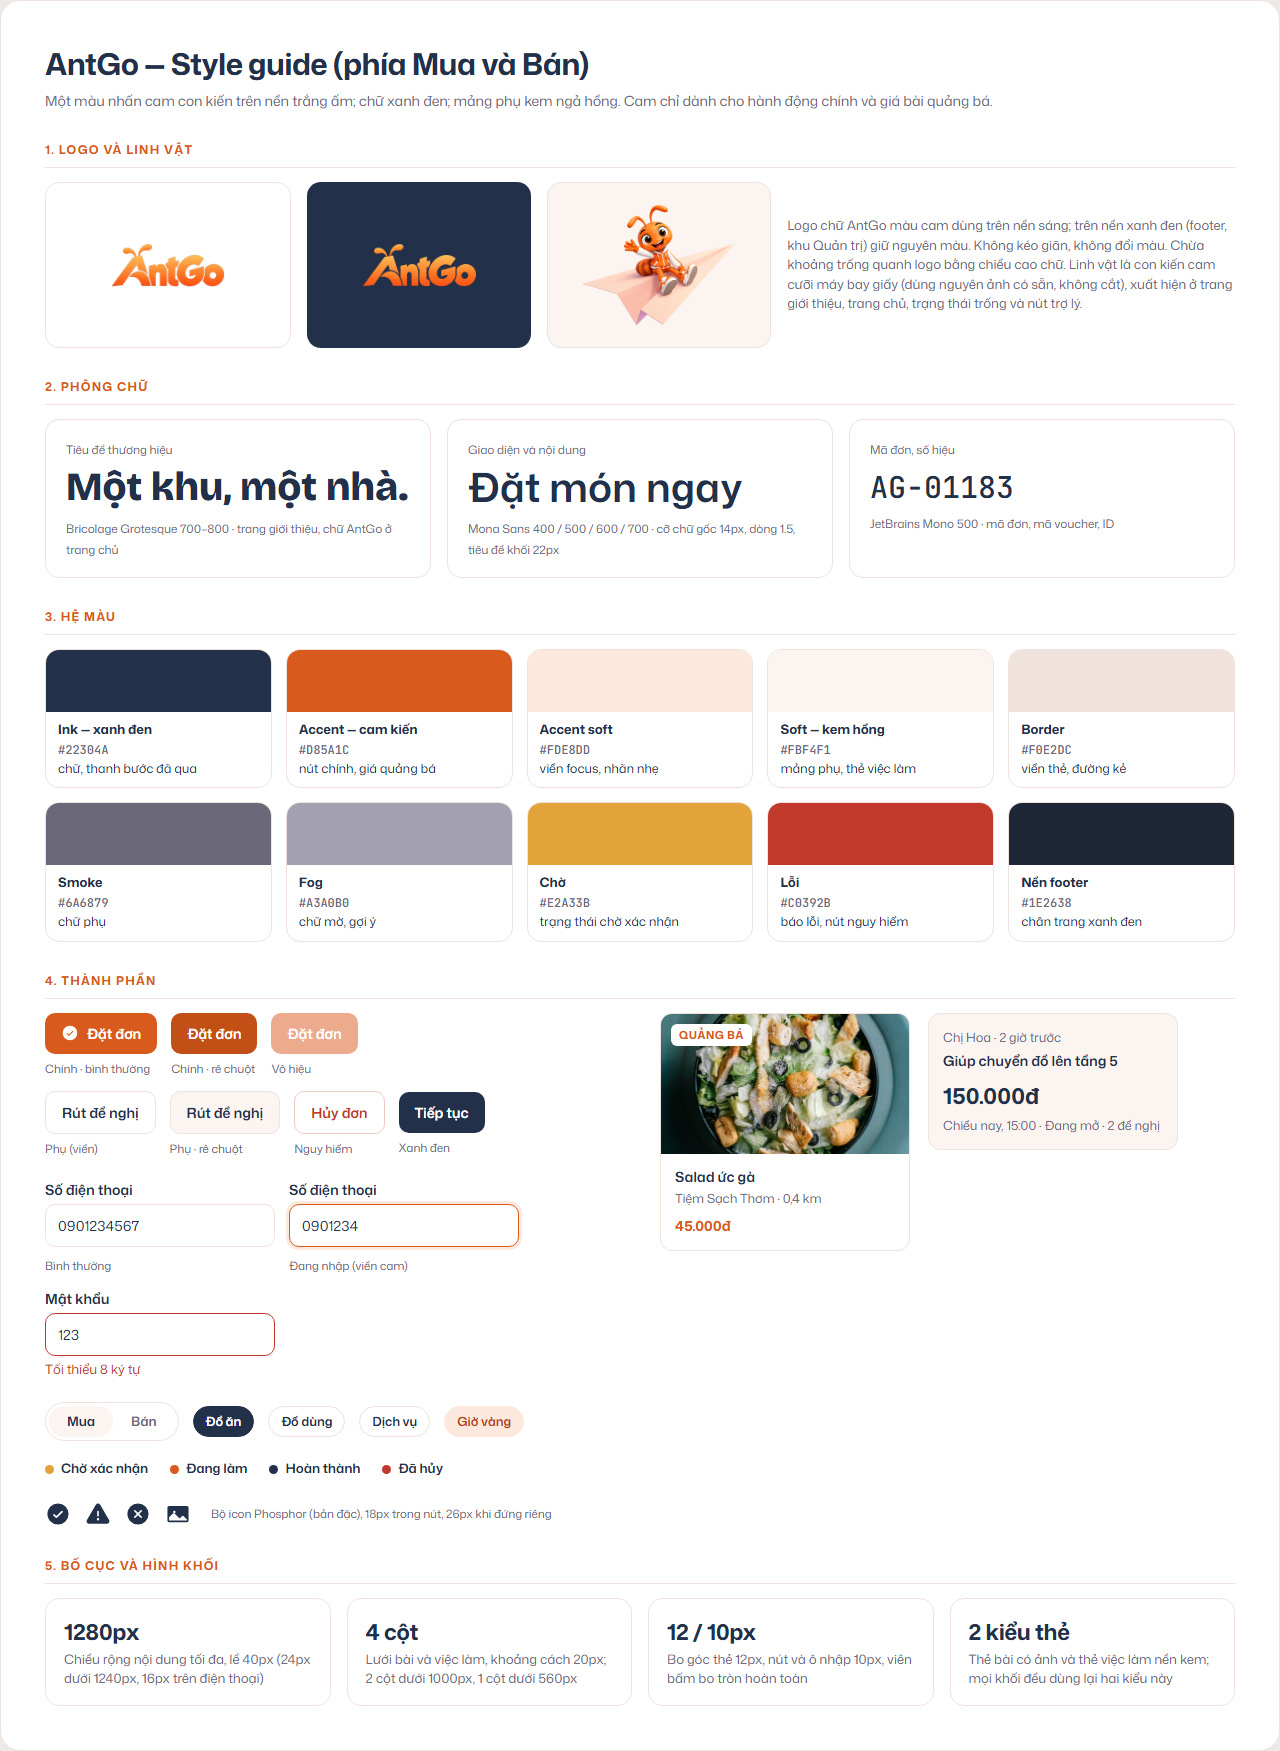 AntGo — Style guide (phía Mua và Bán)
Một màu nhấn cam con kiến trên nền trắng ấm; chữ xanh đen; mảng phụ kem ngả hồng. Cam chỉ dành cho hành động chính và giá bài quảng bá.
1. LOGO VÀ LINH VẬT
AntGo
AntGo
Logo chữ AntGo màu cam dùng trên nền sáng; trên nền xanh đen (footer,
khu Quản trị) giữ nguyên màu. Không kéo giãn, không đổi màu. Chừa
khoảng trống quanh logo bằng chiều cao chữ. Linh vật là con kiến cam
cưỡi máy bay giấy (dùng nguyên ảnh có sẵn, không cắt), xuất hiện ở trang
giới thiệu, trang chủ, trạng thái trống và nút trợ lý.
2. PHÔNG CHỮ
Tiêu đề thương hiệu
Một khu, một nhà.
Bricolage Grotesque 700–800 · trang giới thiệu, chữ AntGo ở
trang chủ
Giao diện và nội dung
Đặt món ngay
Mona Sans 400 / 500 / 600 / 700 · cỡ chữ gốc 14px, dòng 1.5,
tiêu đề khối 22px
Mã đơn, số hiệu
AG-01183
JetBrains Mono 500 · mã đơn, mã voucher, ID
3. HỆ MÀU
Ink — xanh đen
#22304A
chữ, thanh bước đã qua
Accent — cam kiến
#D85A1C
nút chính, giá quảng bá
Accent soft
#FDE8DD
viền focus, nhãn nhẹ
Soft — kem hồng
#FBF4F1
mảng phụ, thẻ việc làm
Border
#F0E2DC
viền thẻ, đường kẻ
Smoke
#6A6879
chữ phụ
Fog
#A3A0B0
chữ mờ, gợi ý
Chờ
#E2A33B
trạng thái chờ xác nhận
Lỗi
#C0392B
báo lỗi, nút nguy hiểm
Nền footer
#1E2638
chân trang xanh đen
4. THÀNH PHẦN
Đặt đơn
Đặt đơn
Đặt đơn
Chính · bình thường
Chính · rê chuột
Vô hiệu
Rút đề nghị
Rút đề nghị
Hủy đơn
Tiếp tục
Phụ (viền)
Phụ · rê chuột
Nguy hiểm
Xanh đen
Số điện thoại
0901234567
Bình thường
Số điện thoại
0901234
Đang nhập (viền cam)
Mật khẩu
123
Tối thiểu 8 ký tự
Mua
Bán
Đồ ăn
Đồ dùng
Dịch vụ
Giờ vàng
Chờ xác nhận
Đang làm
Hoàn thành
Đã hủy
Bộ icon Phosphor (bản đặc), 18px trong nút, 26px khi đứng riêng
QUẢNG BÁ
Salad ức gà
Tiệm Sạch Thơm · 0,4 km
45.000đ
Chị Hoa · 2 giờ trước
Giúp chuyển đồ lên tầng 5
150.000đ
Chiều nay, 15:00 · Đang mở · 2 đề nghị
5. BỐ CỤC VÀ HÌNH KHỐI
1280px
Chiều rộng nội dung tối đa, lề 40px (24px
dưới 1240px, 16px trên điện thoại)
4 cột
Lưới bài và việc làm, khoảng cách 20px;
2 cột dưới 1000px, 1 cột dưới 560px
12 / 10px
Bo góc thẻ 12px, nút và ô nhập 10px, viên
bấm bo tròn hoàn toàn
2 kiểu thẻ
Thẻ bài có ảnh và thẻ việc làm nền kem;
mọi khối đều dùng lại hai kiểu này